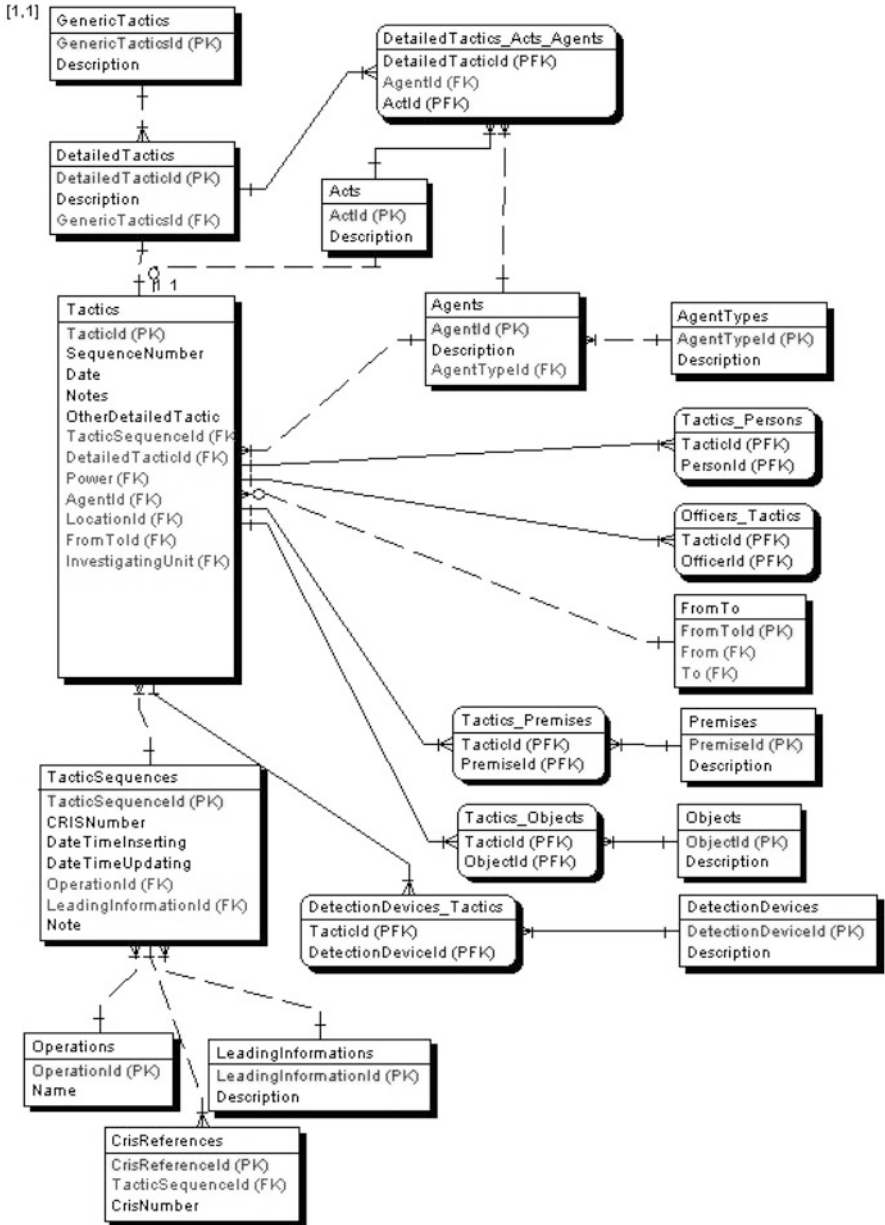 [1,1]
GenericTactics
GenericTacticsId (PK)
Description
DetailedTactics_Acts_Agents
DetailedTacticId (PFK)
AgentId (FK)
ActId (PFK)
DetailedTactics
DetailedTacticId (PK)
Description
GenericTacticsId (FK)
Acts
ActId (PK)
Description
1 1
Tactics
TacticId (PK)
SequenceNumber
Date
Notes
OtherDetailedTactic
TacticSequenceId (FK
DetailedTacticId (FK)
Power (FK)
AgentId (FK)
LocationId (FK)
FromToId (FK)
InvestigatingUnit (FK)
Agents
AgentId (PK)
Description
AgentTypeId (FK)
AgentTypes
AgentTypeId (PK)
Description
Tactics_Persons
TacticId (PFK)
PersonId (PFK)
Officers_Tactics
TacticId (PFK)
OfficerId (PFK)
FromTo
FromToId (PK)
From (FK)
To (FK)
Tactics_Premises
TacticId (PFK)
PremiseId (PFK)
Premises
PremiseId (PK)
Description
TacticSequences
TacticSequenceId (PK)
CRISNumber
DateTimeInserting
DateTimeUpdating
OperationId (FK)
LeadingInformationId (FK)
Note
Tactics_Objects
TacticId (PFK)
ObjectId (PFK)
Objects
ObjectId (PK)
Description
DetectionDevices_Tactics
TacticId (PFK)
DetectionDeviceId (PFK)
DetectionDevices
DetectionDeviceId (PK)
Description
Operations
OperationId (PK)
Name
LeadingInformations
LeadingInformationId (PK)
Description
CrisReferences
CrisReferenceId (PK)
TacticSequenceId (FK)
CrisNumber